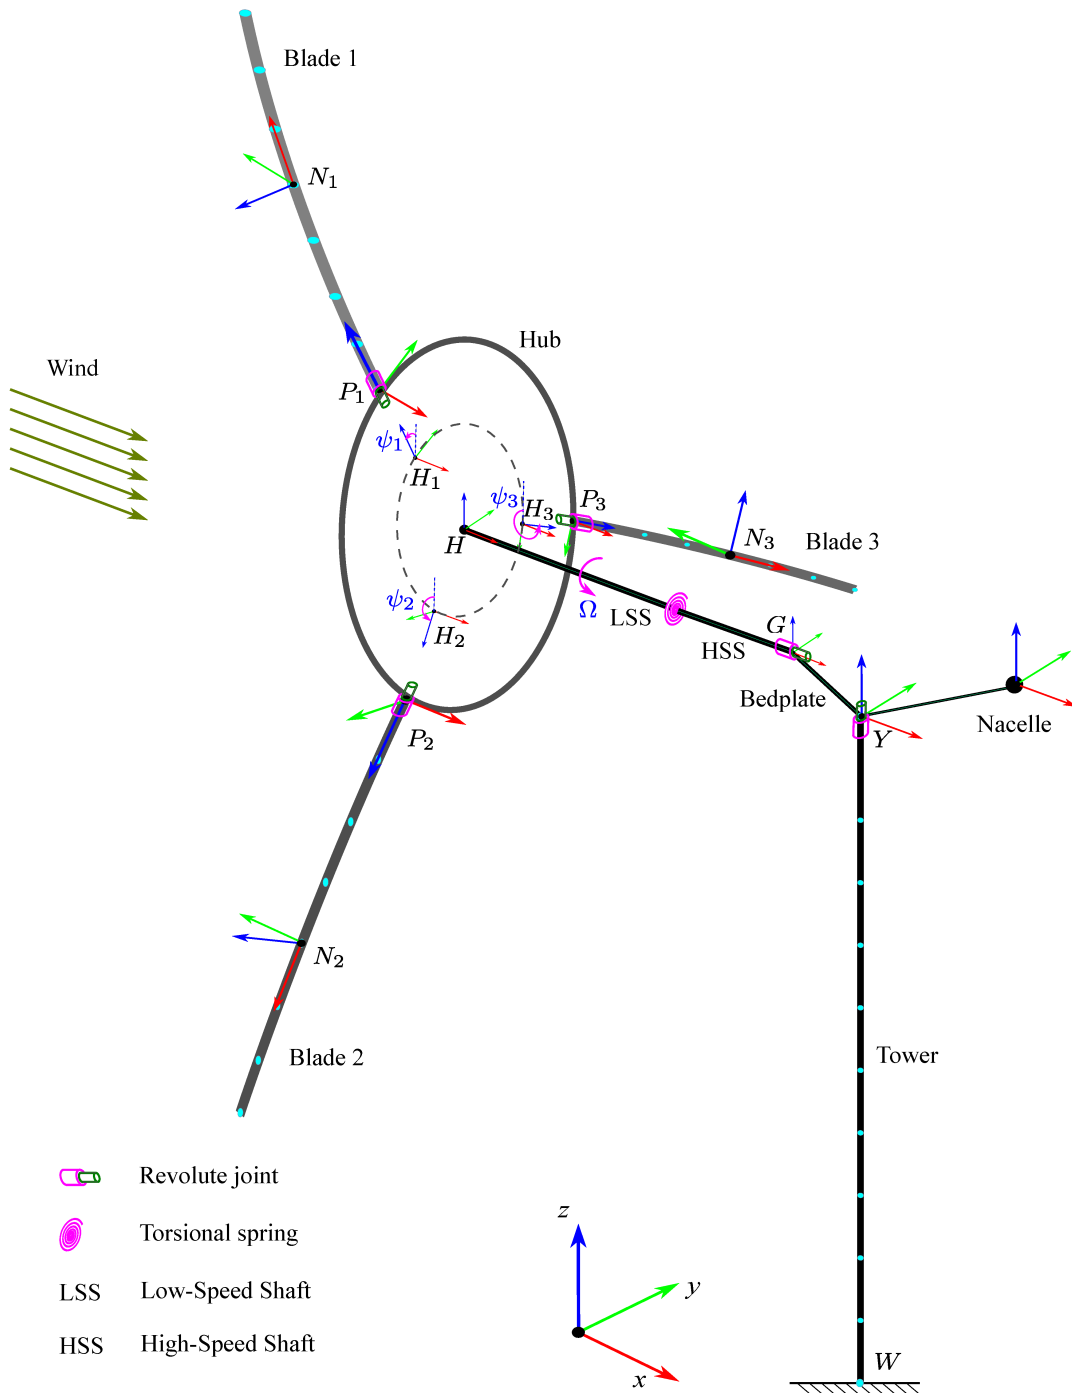 Blade 1
N₁
Hub
Wind
P₁
ψ₁
H₁
ψ₃
H₃
P₃
N₃
Blade 3
H
Ω
ψ₂
LSS
G
H₂
HSS
Bedplate
Nacelle
P₂
Y
N₂
Blade 2
Tower
Revolute joint
z
Torsional spring
y
LSS Low-Speed Shaft
HSS High-Speed Shaft
W
x